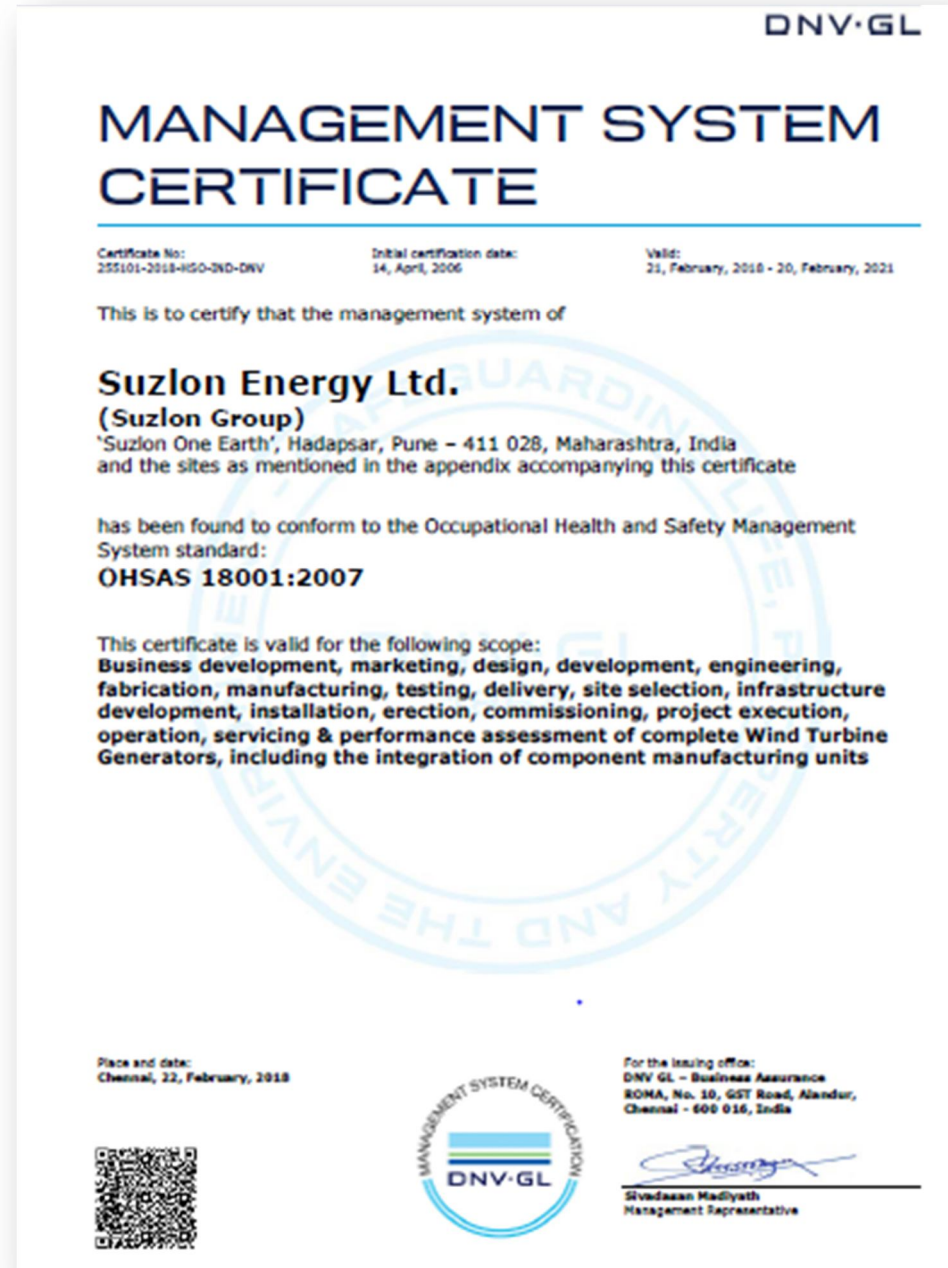 DNV·GL
MANAGEMENT SYSTEM
CERTIFICATE
Certificate No:
255101-2018-HSO-IND-DNV
Initial certification date:
14, April, 2006
Valid:
21, February, 2018 - 20, February, 2021
This is to certify that the management system of
Suzlon Energy Ltd.
(Suzlon Group)
'Suzlon One Earth', Hadapsar, Pune – 411 028, Maharashtra, India
and the sites as mentioned in the appendix accompanying this certificate
has been found to conform to the Occupational Health and Safety Management
System standard:
OHSAS 18001:2007
This certificate is valid for the following scope:
Business development, marketing, design, development, engineering,
fabrication, manufacturing, testing, delivery, site selection, infrastructure
development, installation, erection, commissioning, project execution,
operation, servicing & performance assessment of complete Wind Turbine
Generators, including the integration of component manufacturing units
SAFEGUARDING LIFE, PROPERTY AND THE ENVIRONMENT
DNV·GL
Place and date:
Chennai, 22, February, 2018
MANAGEMENT SYSTEM CERTIFICATION
DNV·GL
For the issuing office:
DNV GL – Business Assurance
ROMA, No. 10, GST Road, Alandur,
Chennai - 600 016, India
Sivadasan Madiyath
Management Representative